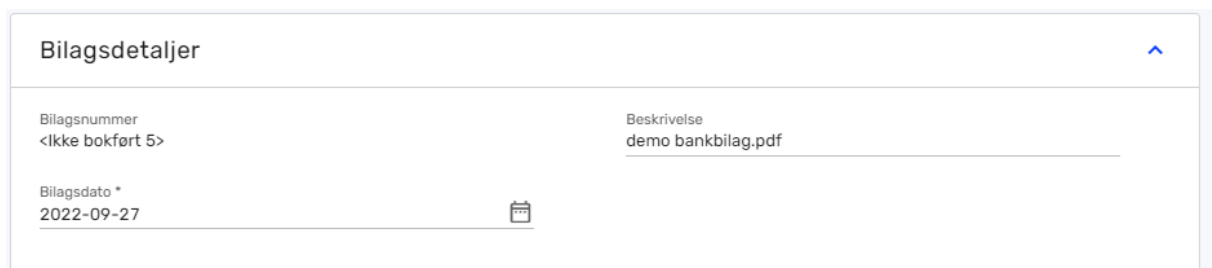 Bilagsdetaljer
Bilagsnummer
<Ikke bokført 5>
Beskrivelse
demo bankbilag.pdf
Bilagsdato *
2022-09-27